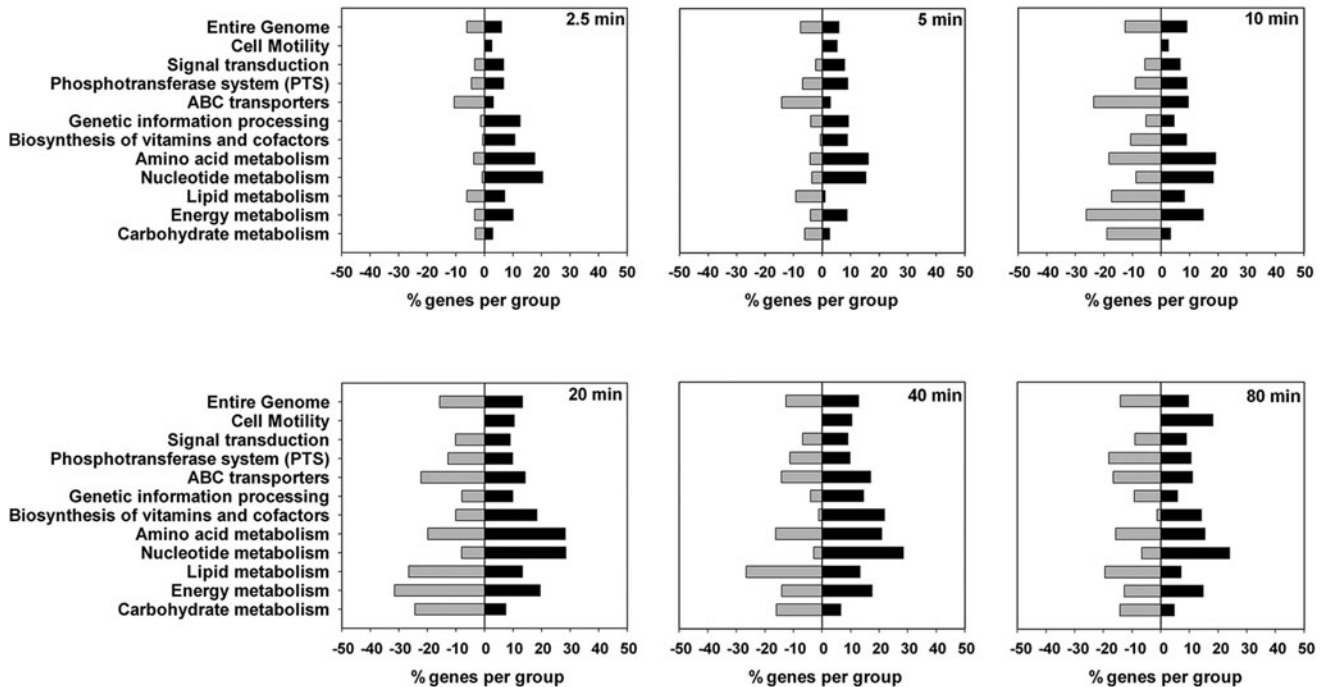 2.5 min
5 min
10 min
Entire Genome
Cell Motility
Signal transduction
Phosphotransferase system (PTS)
ABC transporters
Genetic information processing
Biosynthesis of vitamins and cofactors
Amino acid metabolism
Nucleotide metabolism
Lipid metabolism
Energy metabolism
Carbohydrate metabolism
-50 -40 -30 -20 -10 0 10 20 30 40 50
-50 -40 -30 -20 -10 0 10 20 30 40 50
-50 -40 -30 -20 -10 0 10 20 30 40 50
% genes per group
% genes per group
% genes per group
20 min
40 min
80 min
Entire Genome
Cell Motility
Signal transduction
Phosphotransferase system (PTS)
ABC transporters
Genetic information processing
Biosynthesis of vitamins and cofactors
Amino acid metabolism
Nucleotide metabolism
Lipid metabolism
Energy metabolism
Carbohydrate metabolism
-50 -40 -30 -20 -10 0 10 20 30 40 50
-50 -40 -30 -20 -10 0 10 20 30 40 50
-50 -40 -30 -20 -10 0 10 20 30 40 50
% genes per group
% genes per group
% genes per group